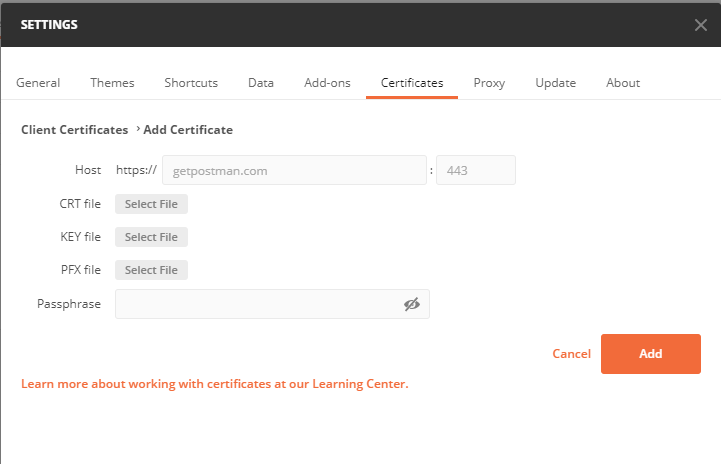 SETTINGS
General Themes Shortcuts Data Add-ons Certificates Proxy Update About
Client Certificates › Add Certificate
Host https:// getpostman.com : 443
CRT file Select File
KEY file Select File
PFX file Select File
Passphrase
Cancel Add
Learn more about working with certificates at our Learning Center.